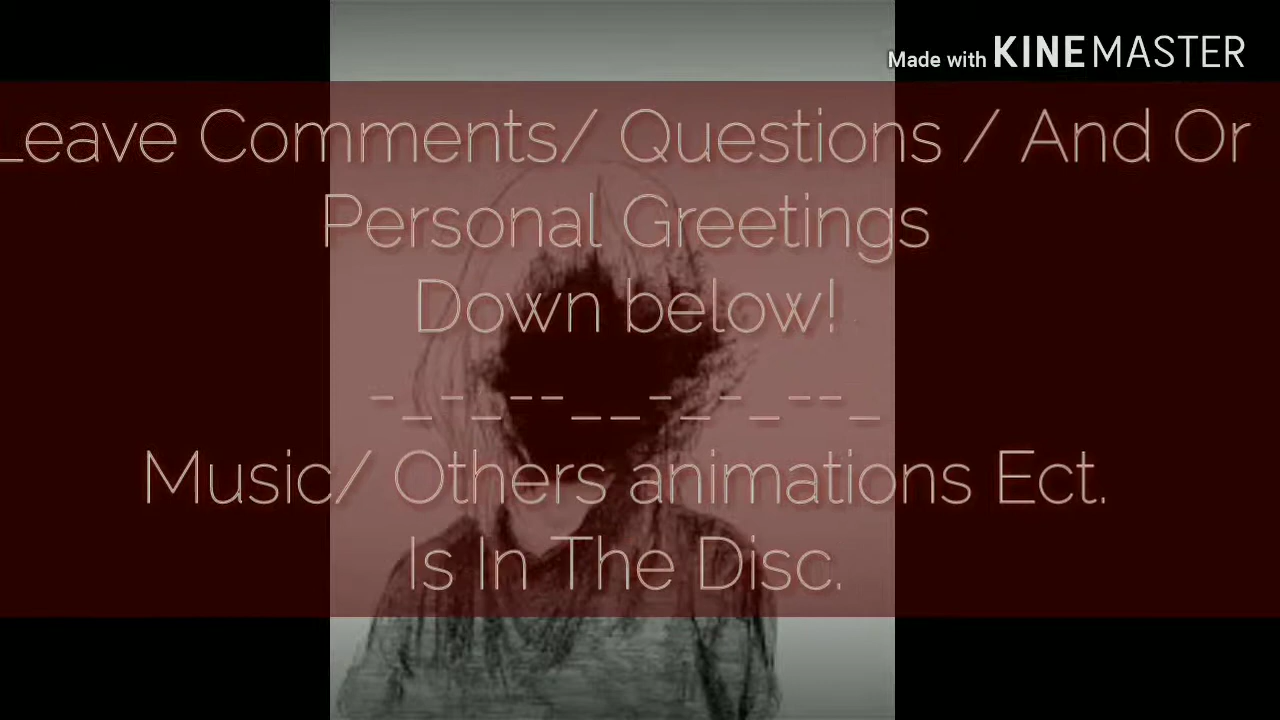 Made with KINEMASTER
Leave Comments/ Questions / And Or
Personal Greetings
Down below!
-_-_--__-_-_--_
Music/ Others animations Ect.
Is In The Disc.